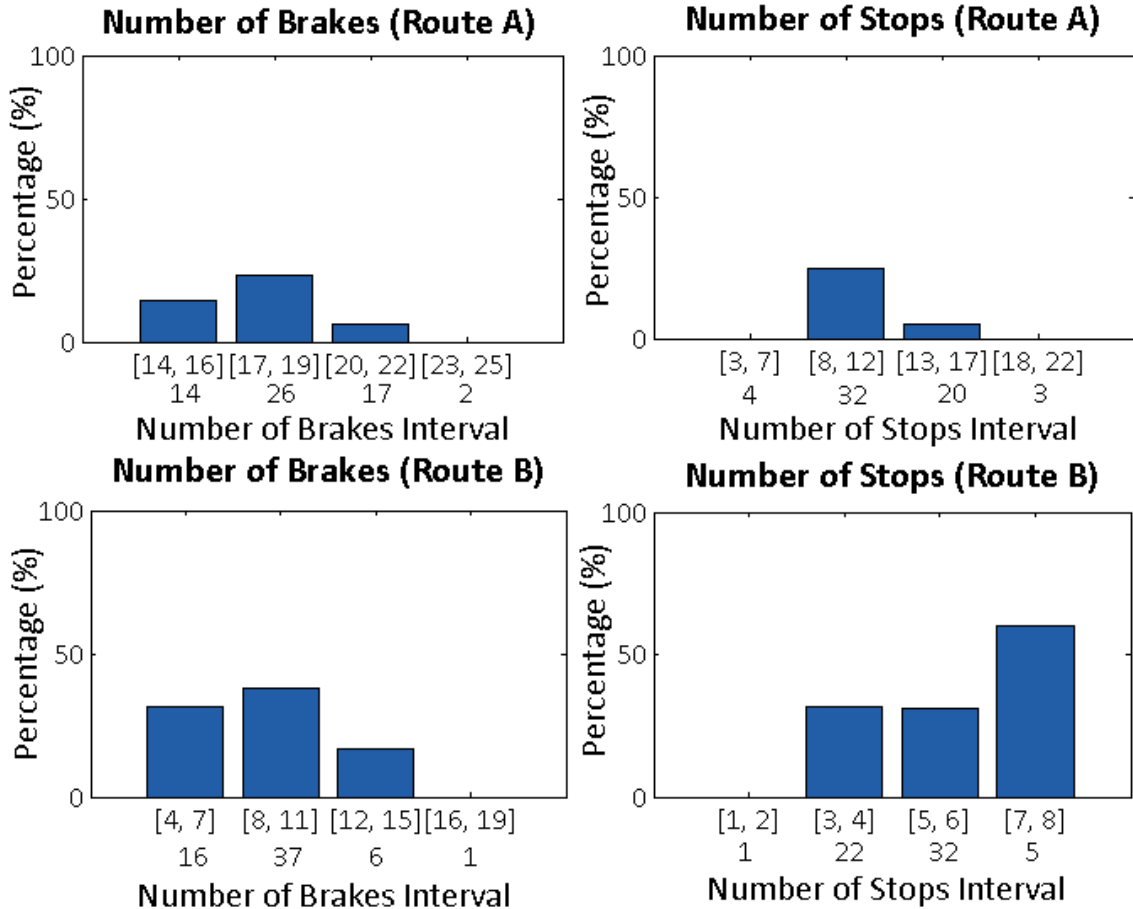 Number of Brakes (Route A)
Percentage (%)
100
50
0
[14, 16] [17, 19] [20, 22] [23, 25]
14 26 17 2
Number of Brakes Interval
Number of Stops (Route A)
Percentage (%)
100
50
0
[3, 7] [8, 12] [13, 17] [18, 22]
4 32 20 3
Number of Stops Interval
Number of Brakes (Route B)
Percentage (%)
100
50
0
[4, 7] [8, 11] [12, 15] [16, 19]
16 37 6 1
Number of Brakes Interval
Number of Stops (Route B)
Percentage (%)
100
50
0
[1, 2] [3, 4] [5, 6] [7, 8]
1 22 32 5
Number of Stops Interval